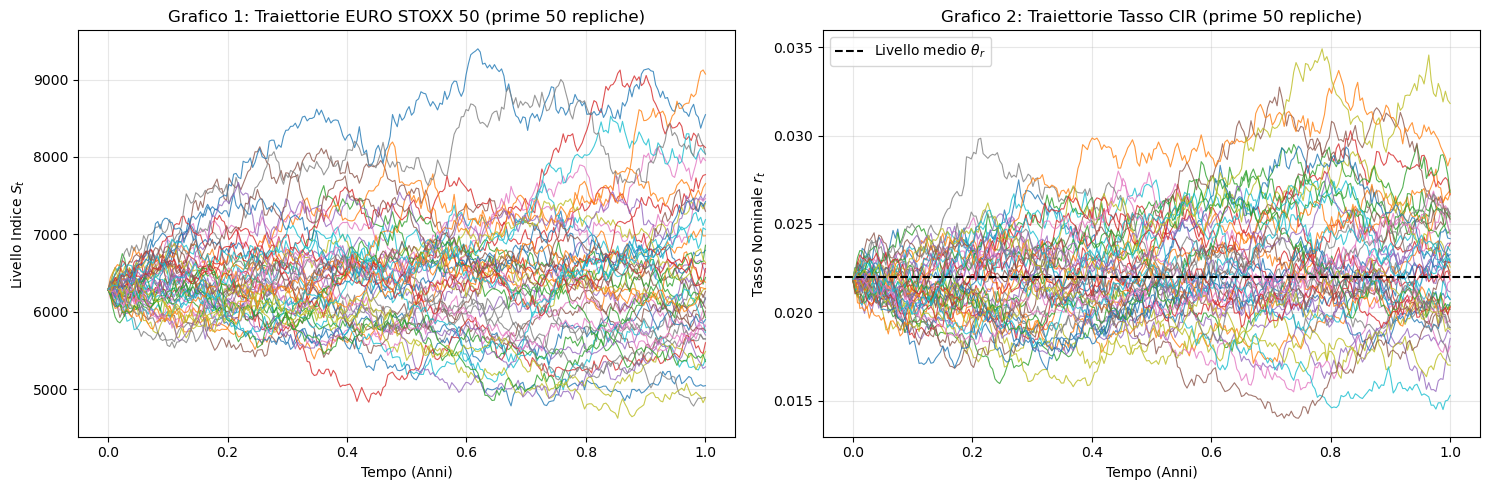 Grafico 1: Traiettorie EURO STOXX 50 (prime 50 repliche)
Livello Indice $S_t$
9000
8000
7000
6000
5000
0.0 0.2 0.4 0.6 0.8 1.0
Tempo (Anni)
Grafico 2: Traiettorie Tasso CIR (prime 50 repliche)
Livello medio $\theta_r$
Tasso Nominale $r_t$
0.035
0.030
0.025
0.020
0.015
0.0 0.2 0.4 0.6 0.8 1.0
Tempo (Anni)